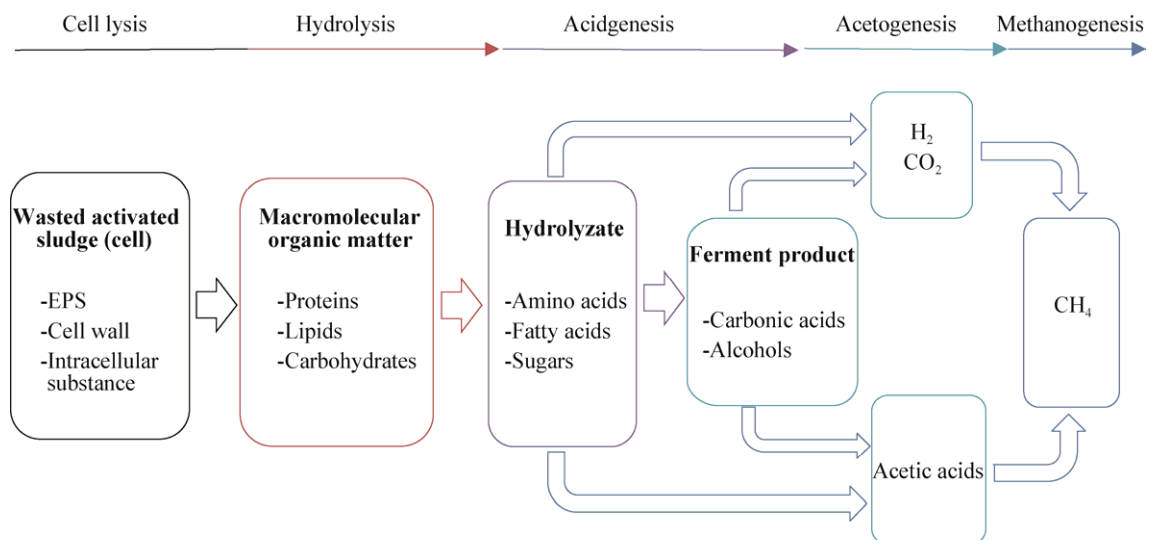 Cell lysis
Hydrolysis
Acidgenesis
Acetogenesis
Methanogenesis
Wasted activated
sludge (cell)
-EPS
-Cell wall
-Intracellular
substance
Macromolecular
organic matter
-Proteins
-Lipids
-Carbohydrates
Hydrolyzate
-Amino acids
-Fatty acids
-Sugars
Ferment product
-Carbonic acids
-Alcohols
H₂
CO₂
Acetic acids
CH₄